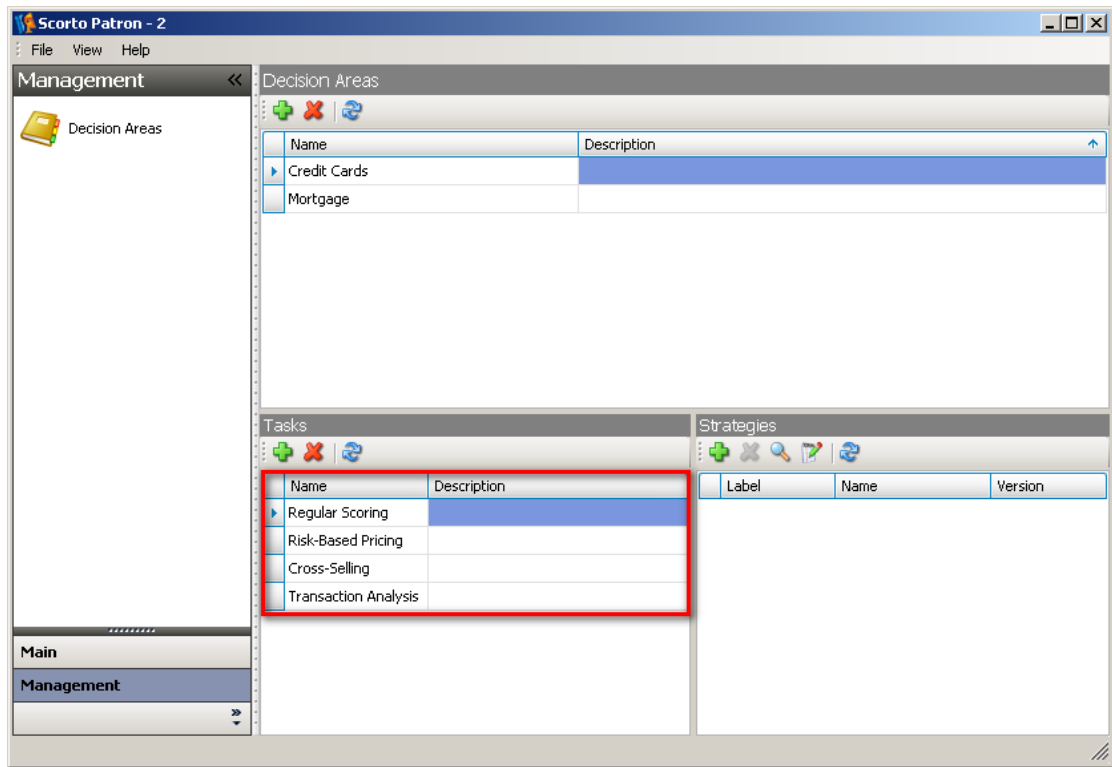 Scorto Patron - 2
File View Help
Management
Decision Areas
Decision Areas
Name Description
Credit Cards
Mortgage
Tasks
Name Description
Regular Scoring
Risk-Based Pricing
Cross-Selling
Transaction Analysis
Strategies
Label Name Version
Main
Management